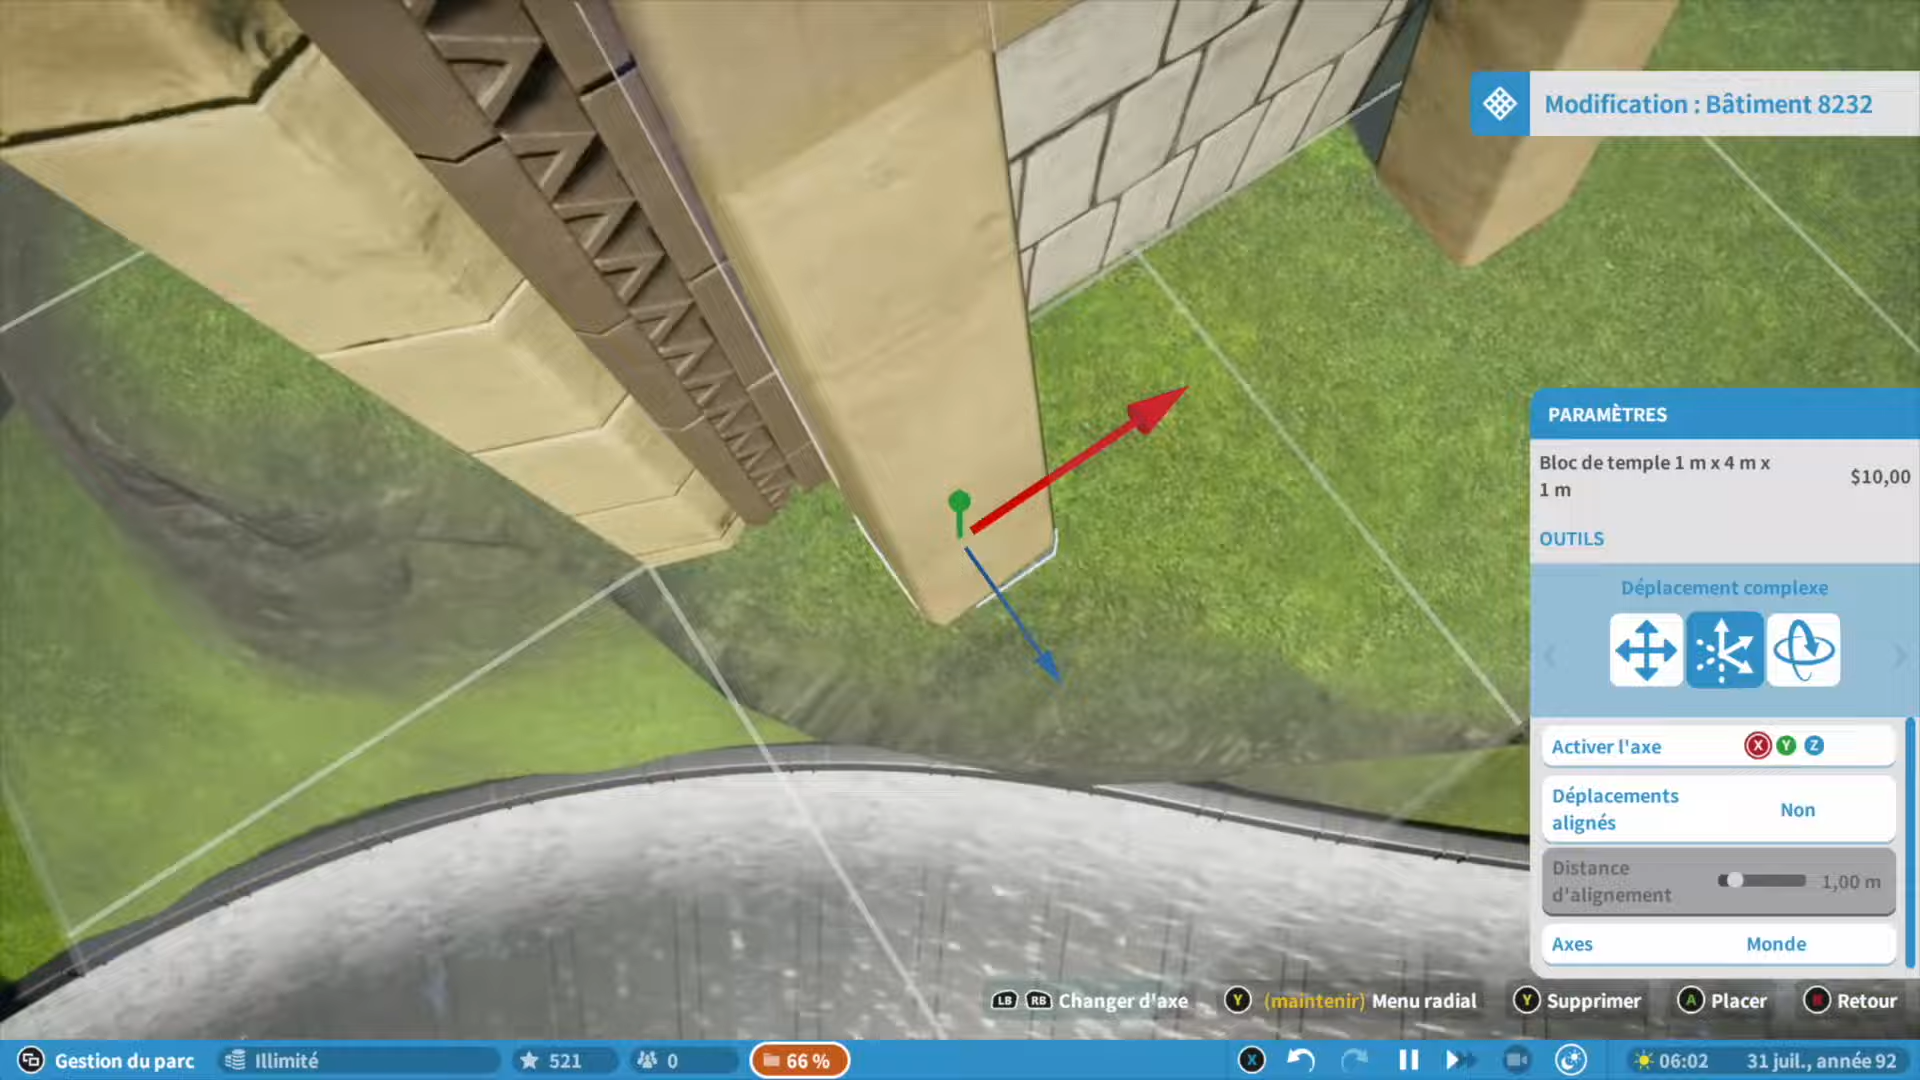 Modification : Bâtiment 8232
PARAMÈTRES
Bloc de temple 1 m x 4 m x
1 m
$10,00
OUTILS
Déplacement complexe
Activer l'axe
X Y Z
Déplacements
alignés
Non
Distance
d'alignement
1,00 m
Axes
Monde
LB RB Changer d'axe
Y (maintenir) Menu radial
Y Supprimer
A Placer
B Retour
Gestion du parc
Illimité
521
0
66 %
X
06:02
31 juil., année 92